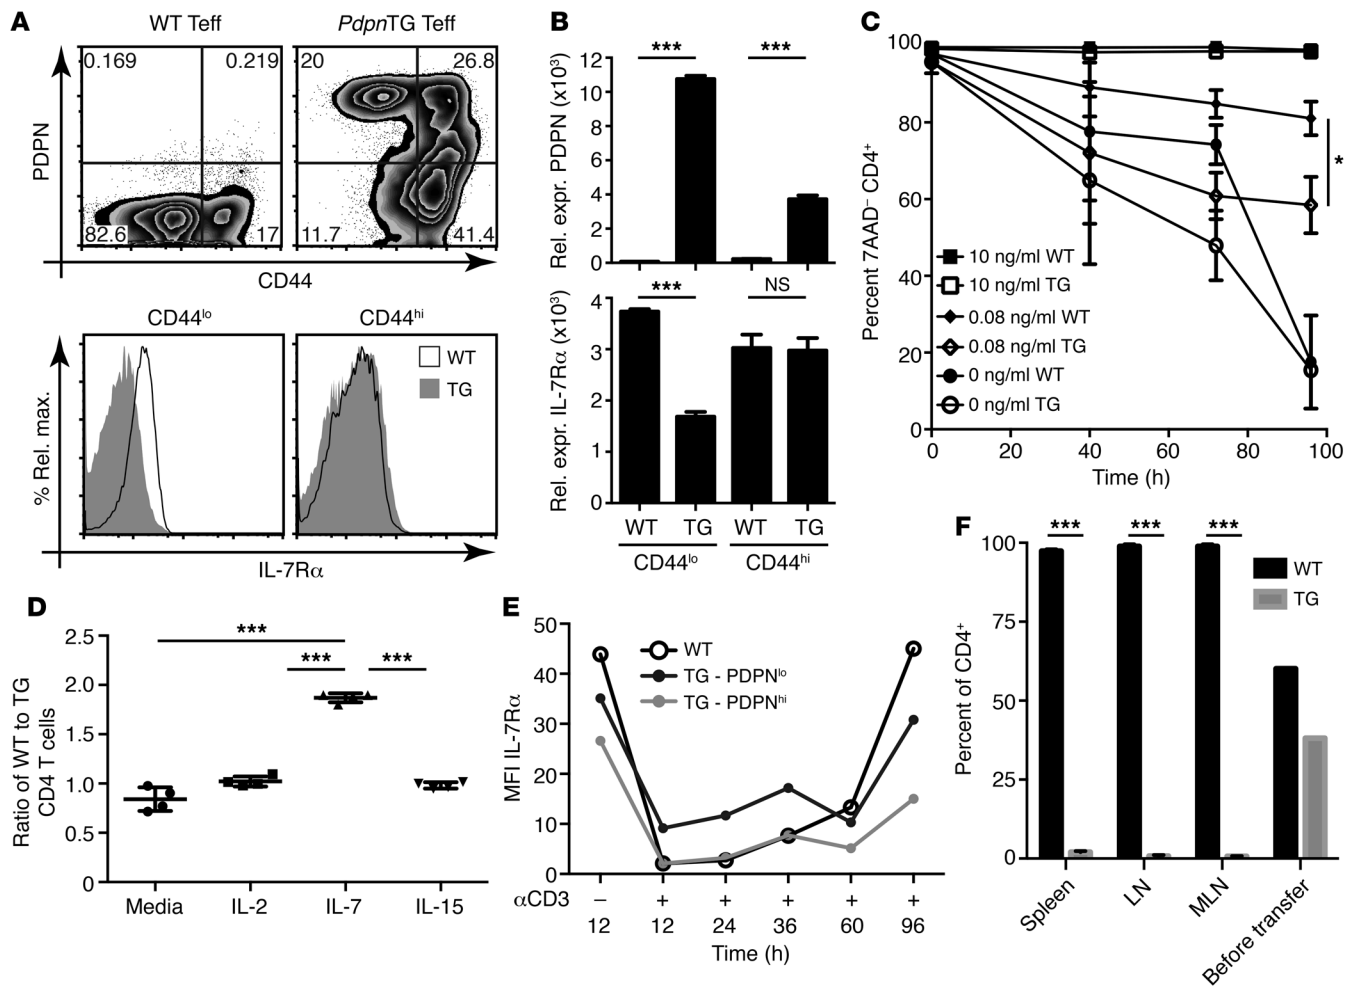 A
WT Teff
PdpnTG Teff
PDPN
0.169
0.219
82.6
17
20
26.8
11.7
41.4
CD44
CD44lo
CD44hi
% Rel. max.
WT
TG
IL-7Rα
B
***
***
Rel. expr. PDPN (x10³)
12
10
8
6
4
2
0
***
NS
Rel. expr. IL-7Rα (x10³)
4
3
2
1
0
WT
TG
WT
TG
CD44lo
CD44hi
C
Percent 7AAD⁻ CD4⁺
100
80
60
40
20
0
*
10 ng/ml WT
10 ng/ml TG
0.08 ng/ml WT
0.08 ng/ml TG
0 ng/ml WT
0 ng/ml TG
0
20
40
60
80
100
Time (h)
D
Ratio of WT to TG
CD4 T cells
2.5
2.0
1.5
1.0
0.5
0
***
***
***
Media
IL-2
IL-7
IL-15
E
MFI IL-7Rα
50
40
30
20
10
0
WT
TG - PDPNlo
TG - PDPNhi
αCD3
–
+
+
+
+
+
12
12
24
36
60
96
Time (h)
F
Percent of CD4⁺
100
75
50
25
0
***
***
***
WT
TG
Spleen
LN
MLN
Before transfer